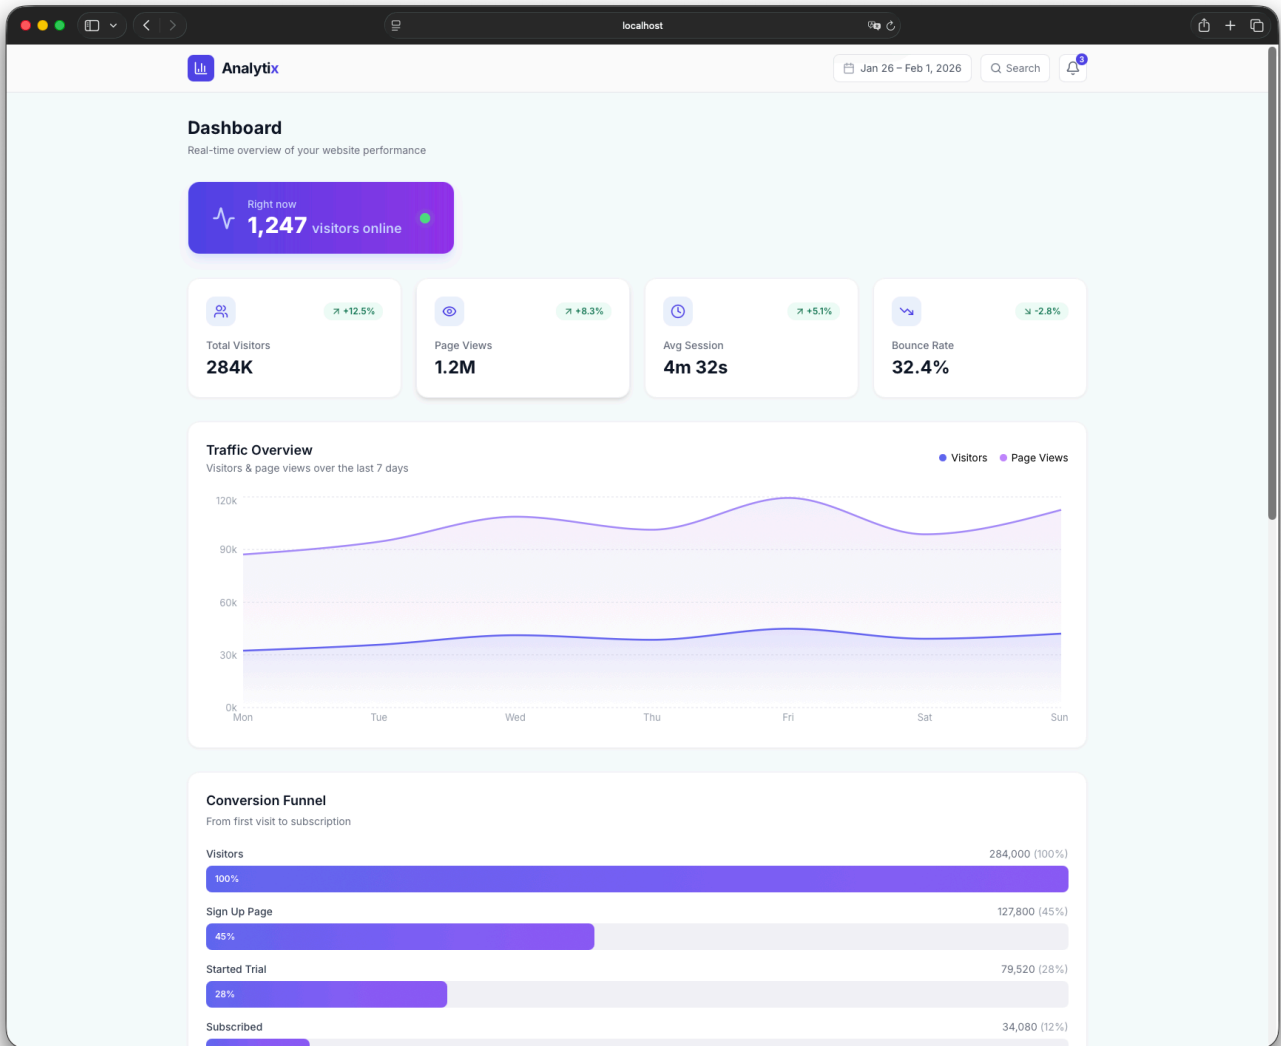 localhost
Analytix
Jan 26 – Feb 1, 2026
Search
3
Dashboard
Real-time overview of your website performance
Right now
1,247 visitors online
+12.5%
Total Visitors
284K
+8.3%
Page Views
1.2M
+5.1%
Avg Session
4m 32s
-2.8%
Bounce Rate
32.4%
Traffic Overview
Visitors & page views over the last 7 days
Visitors
Page Views
120k
90k
60k
30k
0k
Mon Tue Wed Thu Fri Sat Sun
Conversion Funnel
From first visit to subscription
Visitors 284,000 (100%)
100%
Sign Up Page 127,800 (45%)
45%
Started Trial 79,520 (28%)
28%
Subscribed 34,080 (12%)